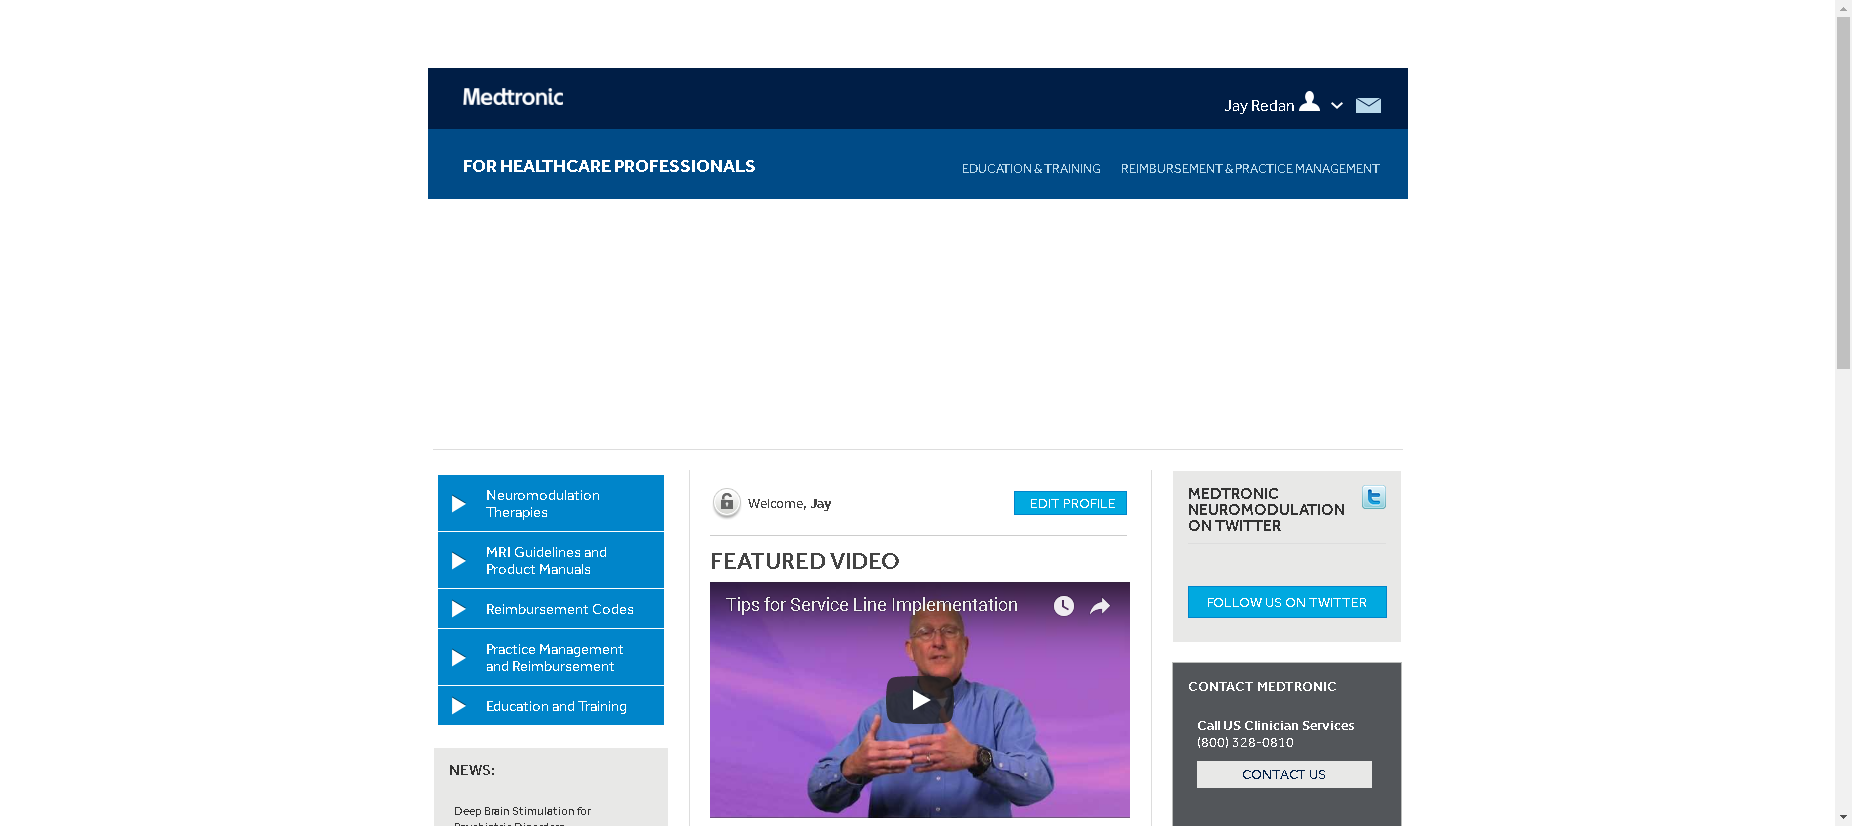 Medtronic
Jay Redan
FOR HEALTHCARE PROFESSIONALS
EDUCATION & TRAINING
REIMBURSEMENT & PRACTICE MANAGEMENT
Neuromodulation
Therapies
MRI Guidelines and
Product Manuals
Reimbursement Codes
Practice Management
and Reimbursement
Education and Training
NEWS:
Deep Brain Stimulation for
Psychiatric Disorders
Welcome, Jay
EDIT PROFILE
FEATURED VIDEO
Tips for Service Line Implementation
MEDTRONIC
NEUROMODULATION
ON TWITTER
FOLLOW US ON TWITTER
CONTACT MEDTRONIC
Call US Clinician Services
(800) 328-0810
CONTACT US